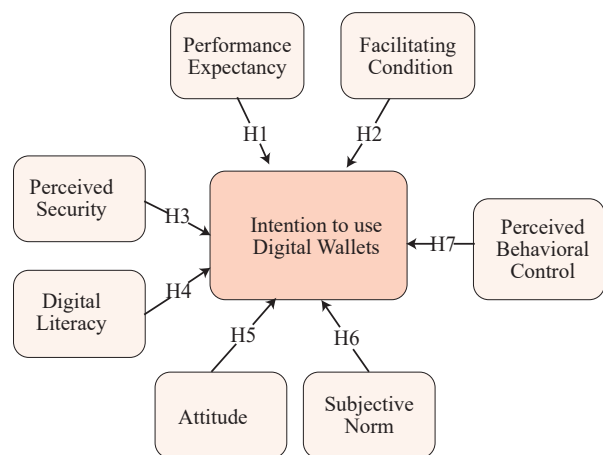 Performance
Expectancy
Facilitating
Condition
H1
H2
Perceived
Security
H3
Intention to use
Digital Wallets
H7
Perceived
Behavioral
Control
Digital
Literacy
H4
H5
H6
Attitude
Subjective
Norm